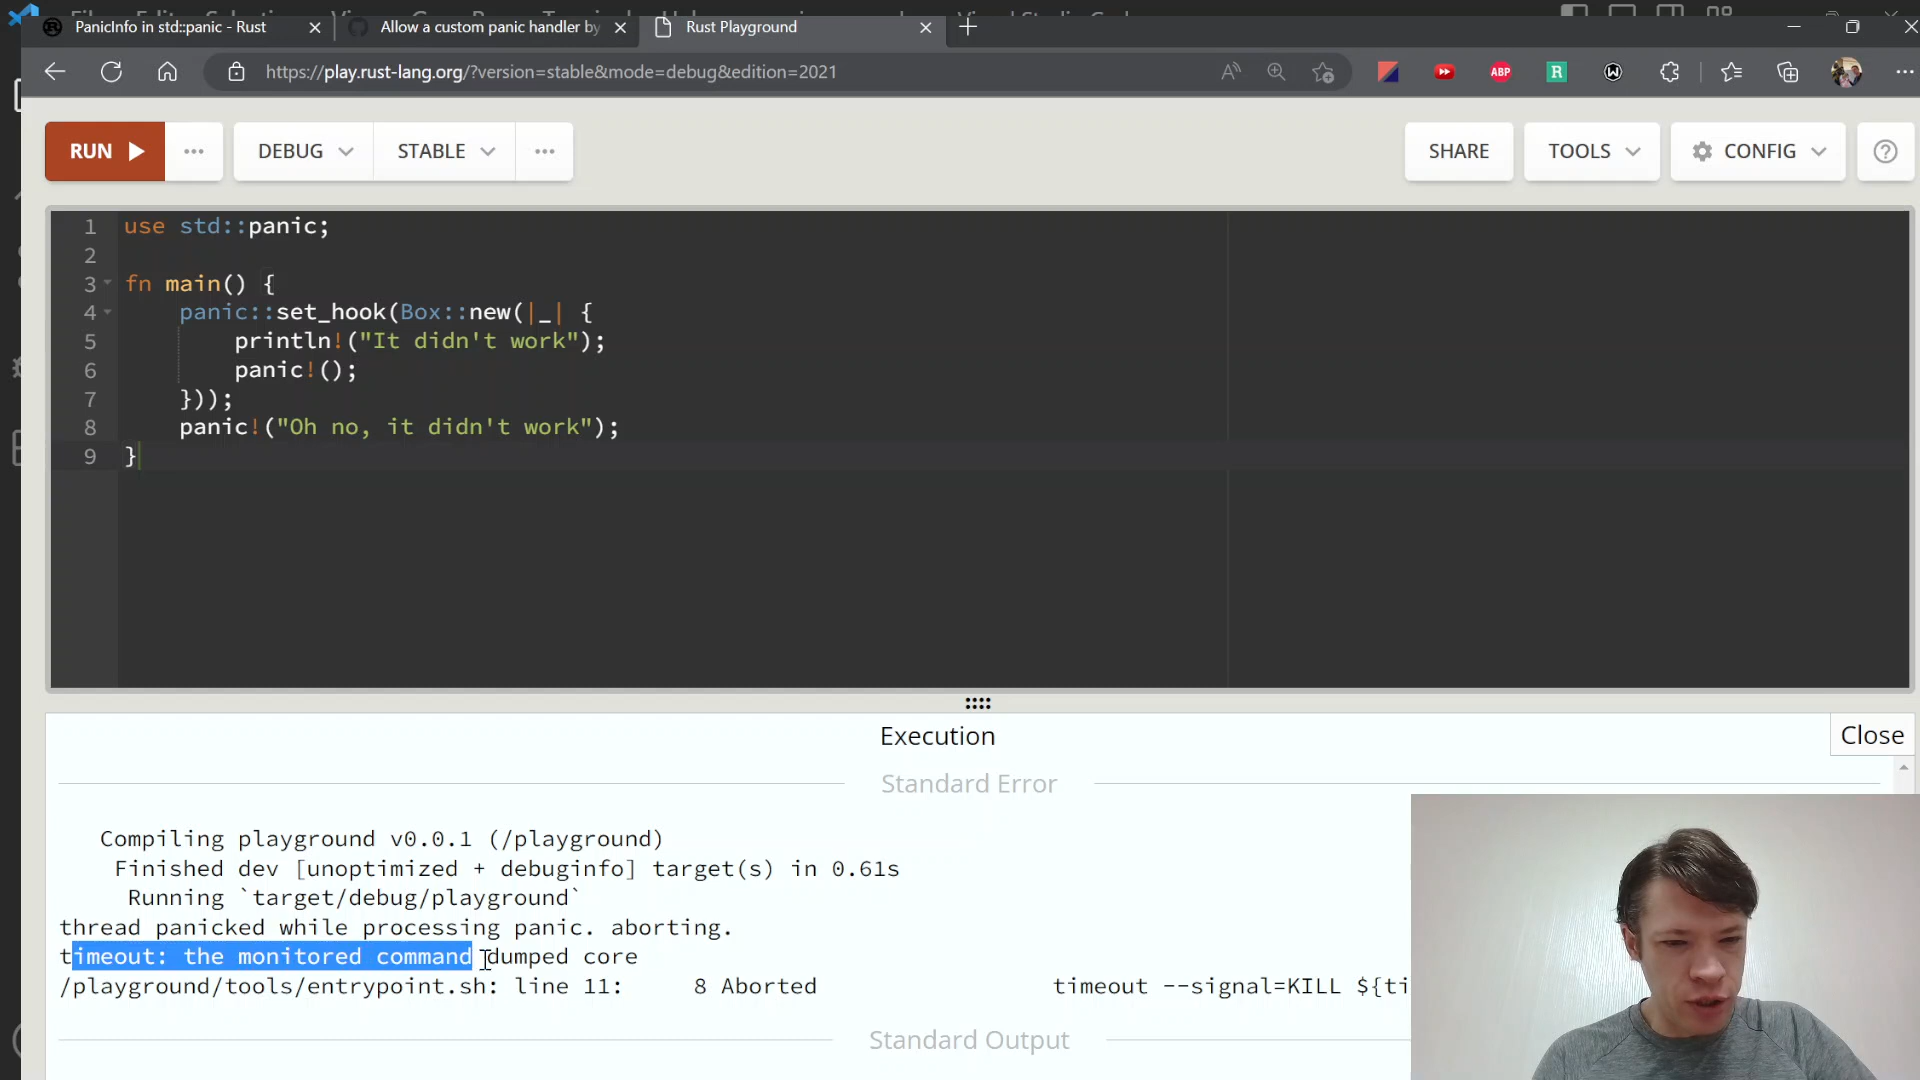 PanicInfo in std::panic - Rust
Allow a custom panic handler by
Rust Playground
https://play.rust-lang.org/?version=stable&mode=debug&edition=2021
ABP
R
W
RUN
DEBUG
STABLE
SHARE
TOOLS
CONFIG
1 use std::panic;
2
3 fn main() {
4 panic::set_hook(Box::new(|_| {
5 println!("It didn't work");
6 panic!();
7 }));
8 panic!("Oh no, it didn't work");
9 }
Execution
Close
Standard Error
Compiling playground v0.0.1 (/playground)
Finished dev [unoptimized + debuginfo] target(s) in 0.61s
Running `target/debug/playground`
thread panicked while processing panic. aborting.
timeout: the monitored command dumped core
/playground/tools/entrypoint.sh: line 11: 8 Aborted timeout --signal=KILL ${ti
Standard Output